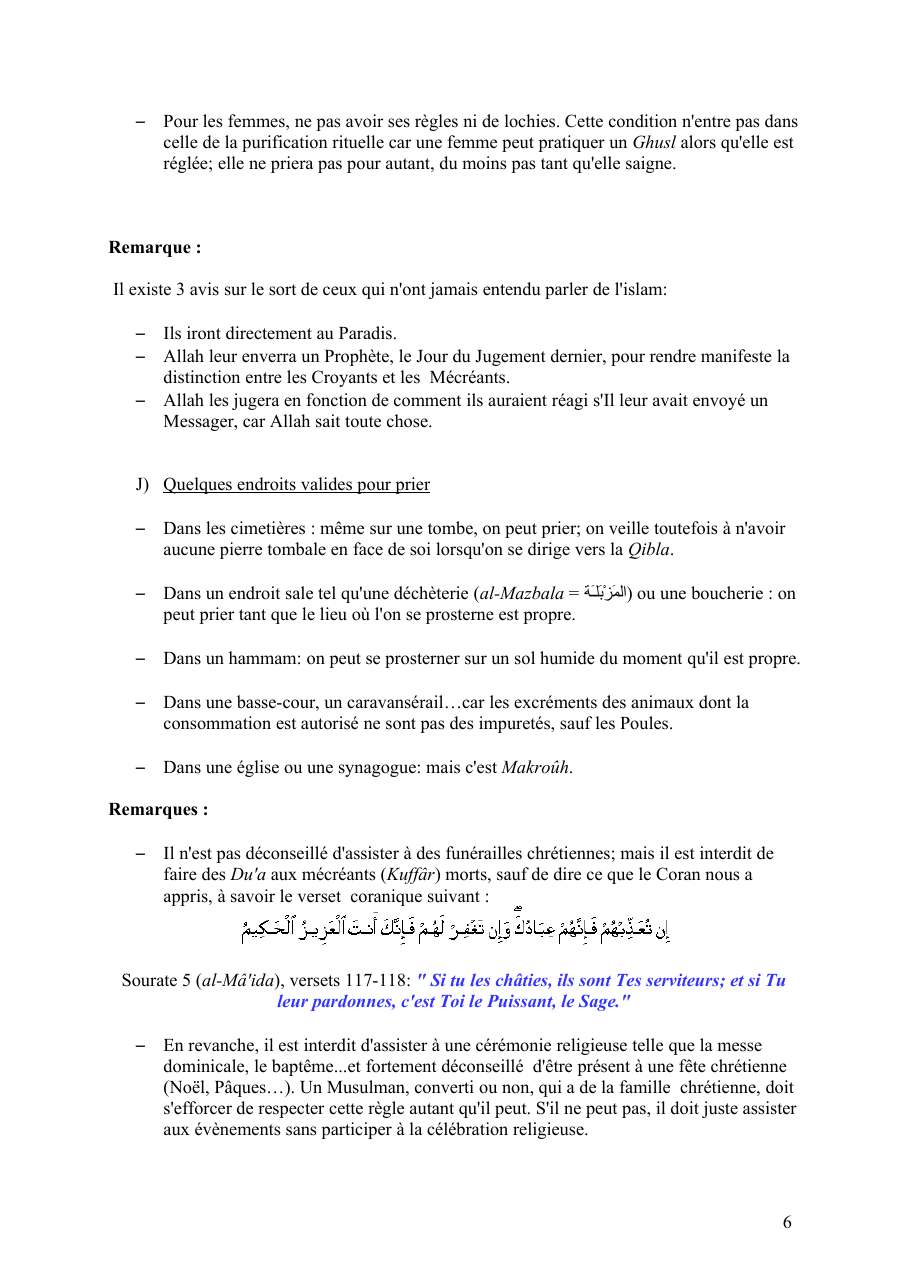 – Pour les femmes, ne pas avoir ses règles ni de lochies. Cette condition n'entre pas dans
celle de la purification rituelle car une femme peut pratiquer un Ghusl alors qu'elle est
réglée; elle ne priera pas pour autant, du moins pas tant qu'elle saigne.
Remarque :
Il existe 3 avis sur le sort de ceux qui n'ont jamais entendu parler de l'islam:
– Ils iront directement au Paradis.
– Allah leur enverra un Prophète, le Jour du Jugement dernier, pour rendre manifeste la
distinction entre les Croyants et les Mécréants.
– Allah les jugera en fonction de comment ils auraient réagi s'Il leur avait envoyé un
Messager, car Allah sait toute chose.
J) Quelques endroits valides pour prier
– Dans les cimetières : même sur une tombe, on peut prier; on veille toutefois à n'avoir
aucune pierre tombale en face de soi lorsqu'on se dirige vers la Qibla.
– Dans un endroit sale tel qu'une déchèterie (al-Mazbala = المَزْبَلَـة) ou une boucherie : on
peut prier tant que le lieu où l'on se prosterne est propre.
– Dans un hammam: on peut se prosterner sur un sol humide du moment qu'il est propre.
– Dans une basse-cour, un caravansérail…car les excréments des animaux dont la
consommation est autorisé ne sont pas des impuretés, sauf les Poules.
– Dans une église ou une synagogue: mais c'est Makroûh.
Remarques :
– Il n'est pas déconseillé d'assister à des funérailles chrétiennes; mais il est interdit de
faire des Du'a aux mécréants (Kuffâr) morts, sauf de dire ce que le Coran nous a
appris, à savoir le verset coranique suivant :
إِن تُعَذِّبْهُمْ فَإِنَّهُمْ عِبَادُكَ ۖ وَإِن تَغْفِرْ لَهُمْ فَإِنَّكَ أَنتَ ٱلْعَزِيزُ ٱلْحَكِيمُ
Sourate 5 (al-Mâ'ida), versets 117-118: " Si tu les châties, ils sont Tes serviteurs; et si Tu
leur pardonnes, c'est Toi le Puissant, le Sage."
– En revanche, il est interdit d'assister à une cérémonie religieuse telle que la messe
dominicale, le baptême...et fortement déconseillé d'être présent à une fête chrétienne
(Noël, Pâques…). Un Musulman, converti ou non, qui a de la famille chrétienne, doit
s'efforcer de respecter cette règle autant qu'il peut. S'il ne peut pas, il doit juste assister
aux évènements sans participer à la célébration religieuse.
6